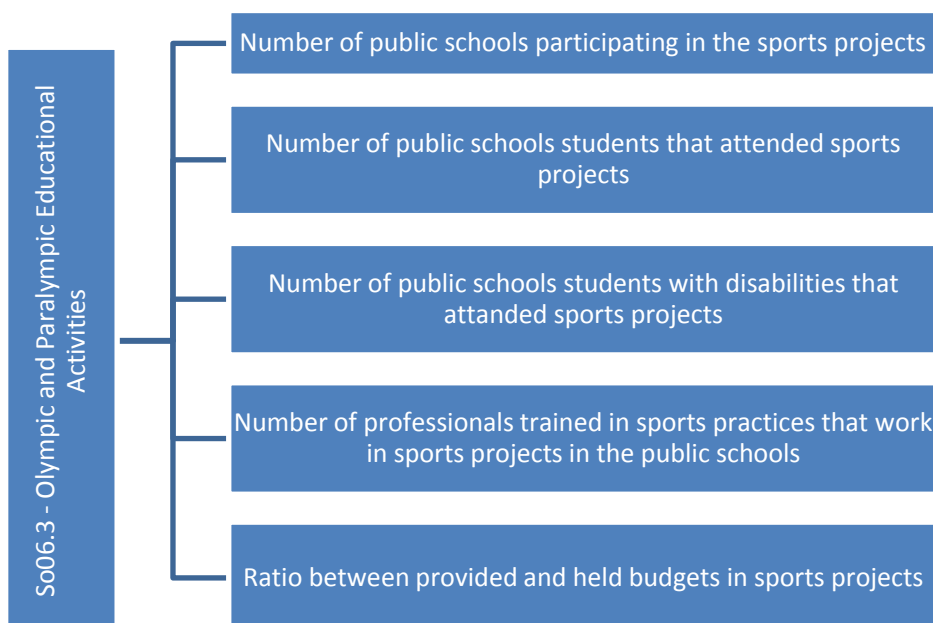 So06.3 - Olympic and Paralympic Educational
Activities
Number of public schools participating in the sports projects
Number of public schools students that attended sports
projects
Number of public schools students with disabilities that
attanded sports projects
Number of professionals trained in sports practices that work
in sports projects in the public schools
Ratio between provided and held budgets in sports projects